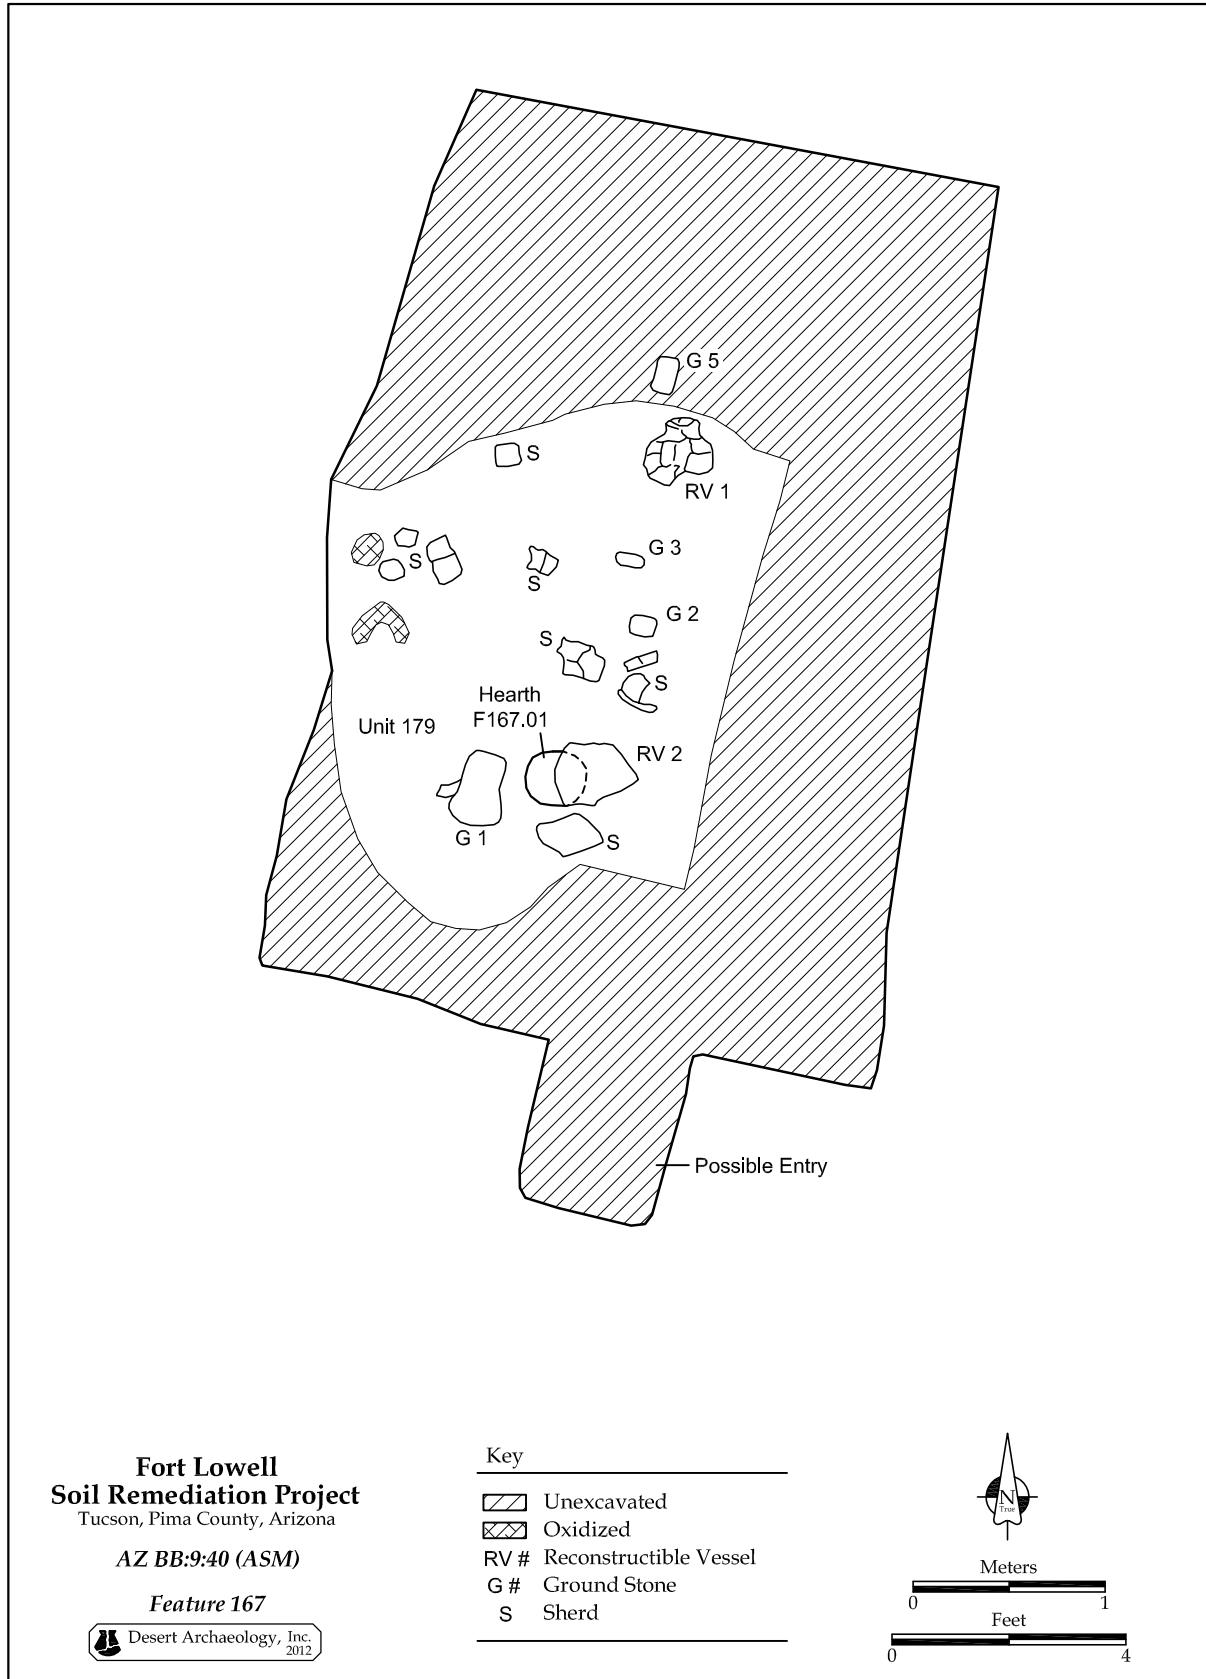 G 5
S
RV 1
G 3
S
S
G 2
S
S
Hearth
F167.01
Unit 179
RV 2
G 1
S
Possible Entry
Fort Lowell
Soil Remediation Project
Tucson, Pima County, Arizona
AZ BB:9:40 (ASM)
Feature 167
Desert Archaeology, Inc.
2012
Key
Unexcavated
Oxidized
RV # Reconstructible Vessel
G # Ground Stone
S Sherd
N
True
Meters
0 1
Feet
0 4